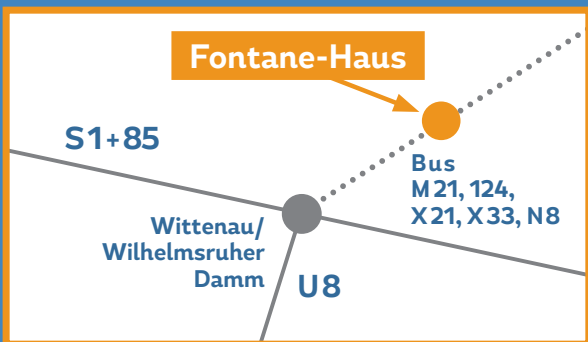 Fontane-Haus
S1+85
Bus
M21, 124,
X21, X33, N8
Wittenau/
Wilhelmsruher
Damm
U8